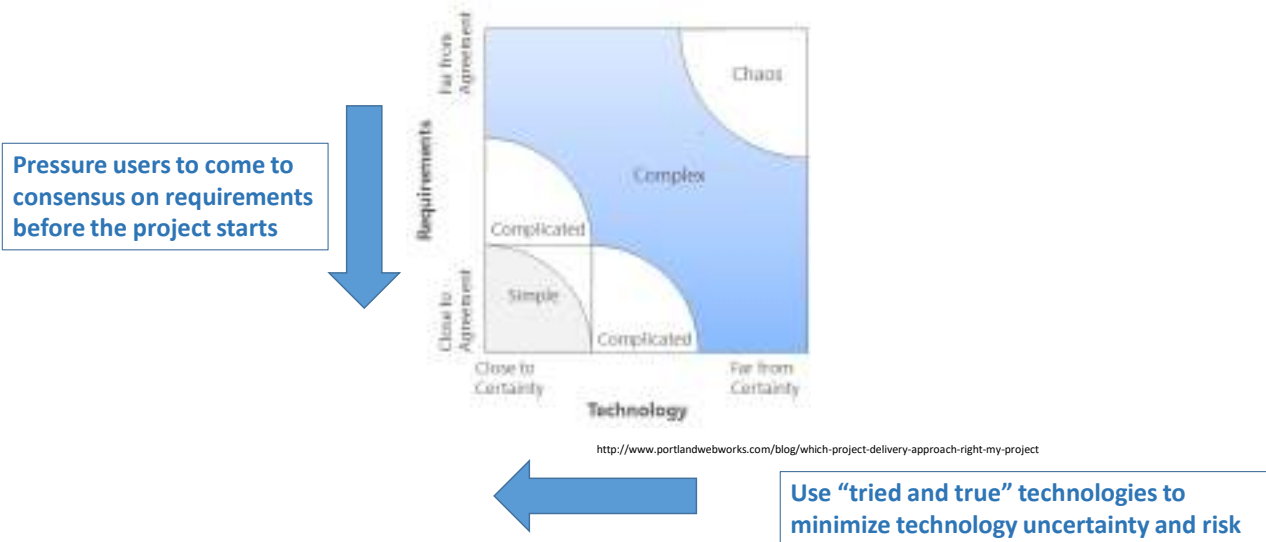 Far from
Agreement
Chaos
Pressure users to come to
consensus on requirements
before the project starts
Requirements
Complex
Complicated
Simple
Close to
Agreement
Complicated
Close to
Certainty
Far from
Certainty
Technology
http://www.portlandwebworks.com/blog/which-project-delivery-approach-right-my-project
Use “tried and true” technologies to
minimize technology uncertainty and risk